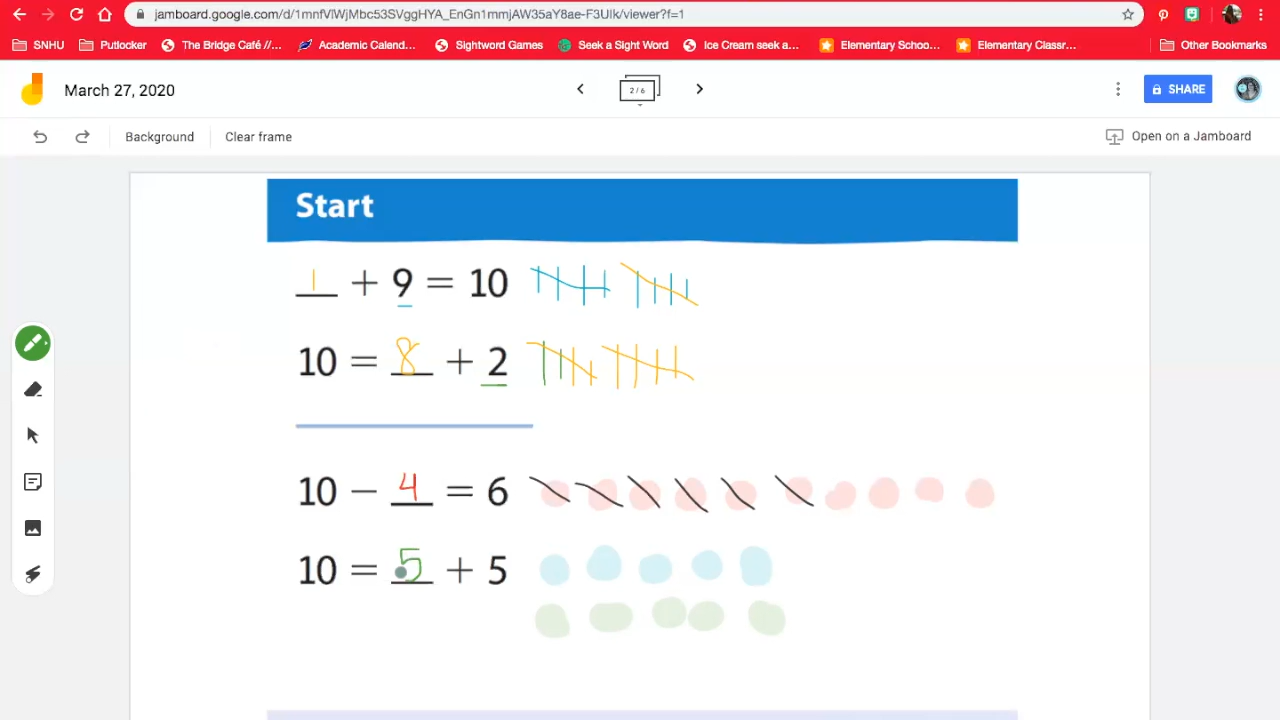 jamboard.google.com/d/1mnfVlWjMbc53SVggHYA_EnGn1mmjAW35aY8ae-F3UIk/viewer?f=1
SNHU Putlocker The Bridge Café //... Academic Calend... Sightword Games Seek a Sight Word Ice Cream seek a... Elementary Schoo... Elementary Classr... Other Bookmarks
March 27, 2020 2 / 6 SHARE
Background Clear frame Open on a Jamboard
Start
1 + 9 = 10
10 = 8 + 2
10 − 4 = 6
10 = 5 + 5